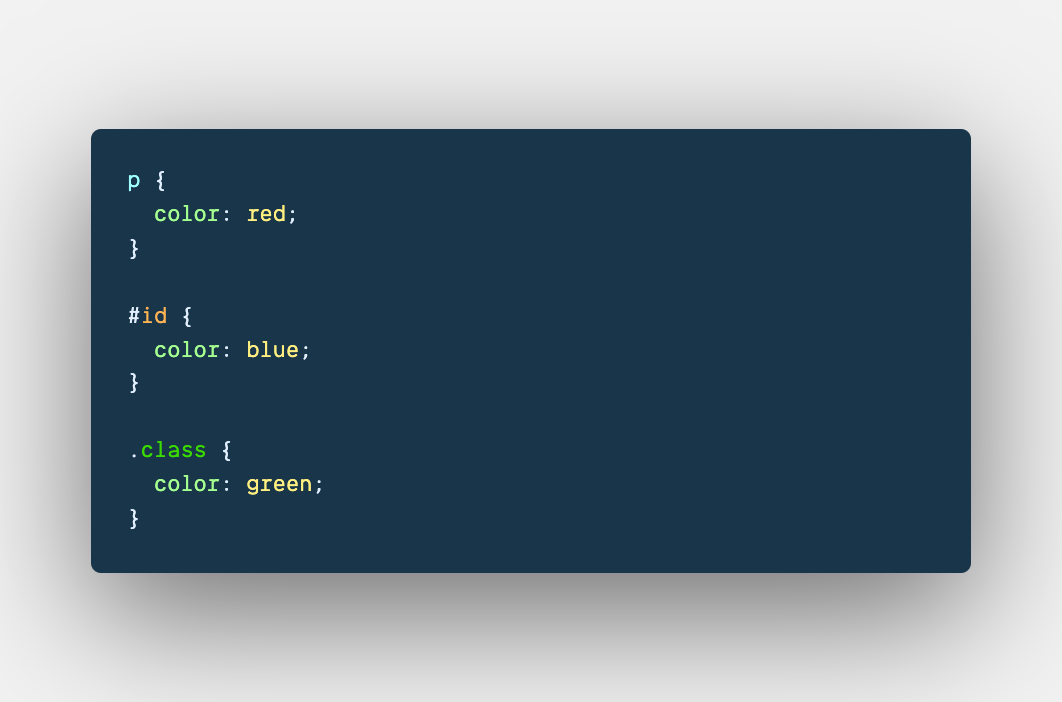 p {
  color: red;
}

#id {
  color: blue;
}

.class {
  color: green;
}